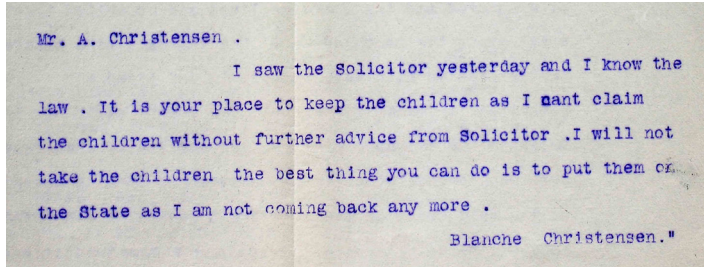 Mr. A. Christensen .
I saw the Solicitor yesterday and I know the
law . It is your place to keep the children as I cant claim
the children without further advice from Solicitor .I will not
take the children the best thing you can do is to put them on
the State as I am not coming back any more .
Blanche Christensen."